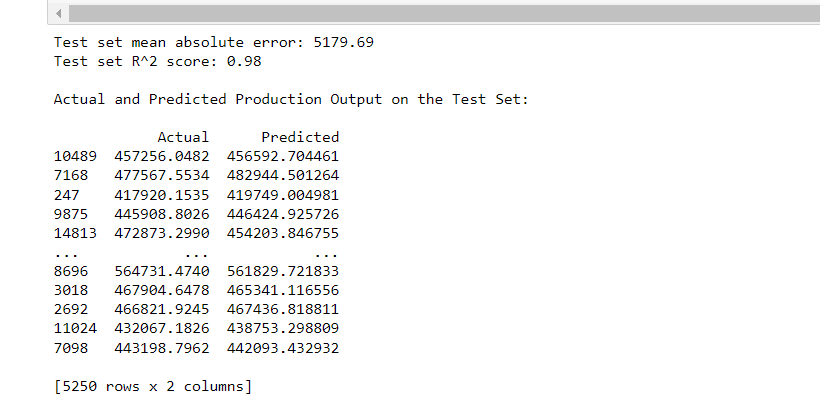 Test set mean absolute error: 5179.69
Test set R^2 score: 0.98
Actual and Predicted Production Output on the Test Set:
Actual Predicted
10489 457256.0482 456592.704461
7168 477567.5534 482944.501264
247 417920.1535 419749.004981
9875 445908.8026 446424.925726
14813 472873.2990 454203.846755
... ... ...
8696 564731.4740 561829.721833
3018 467904.6478 465341.116556
2692 466821.9245 467436.818811
11024 432067.1826 438753.298809
7098 443198.7962 442093.432932
[5250 rows x 2 columns]